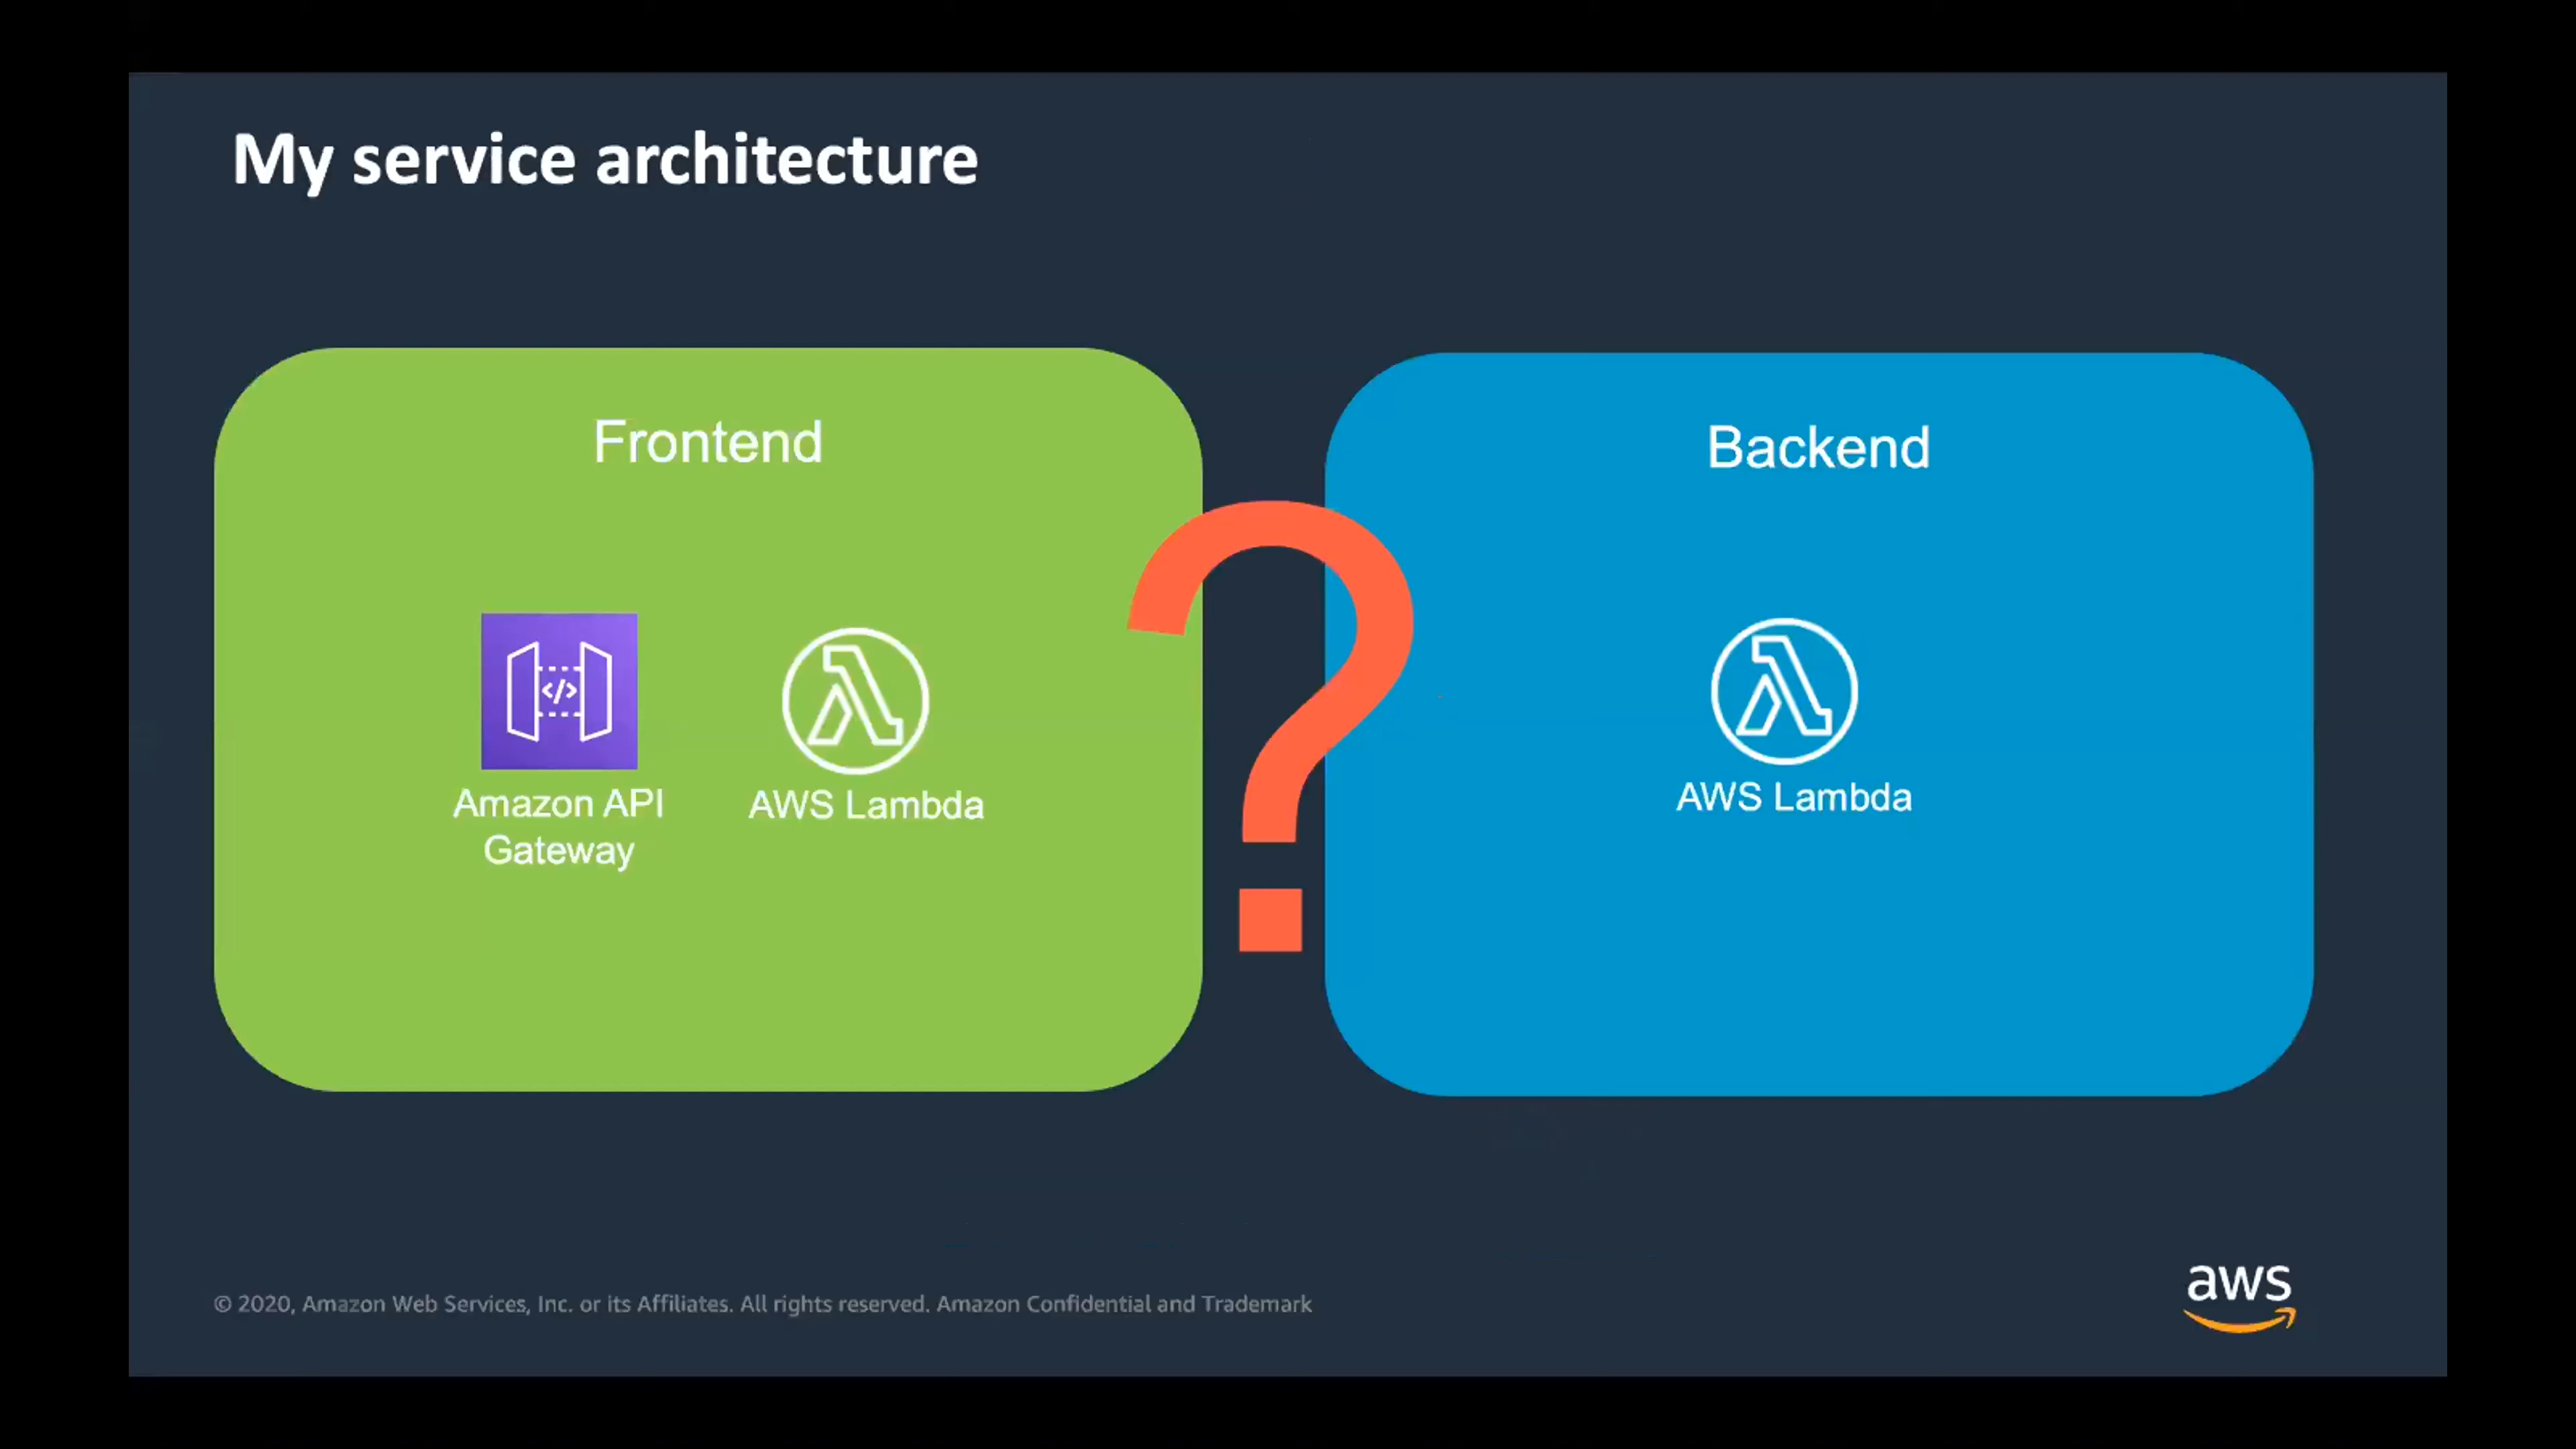 My service architecture
Frontend
Backend
?
</>
Amazon API
Gateway
AWS Lambda
AWS Lambda
© 2020, Amazon Web Services, Inc. or its Affiliates. All rights reserved. Amazon Confidential and Trademark
aws